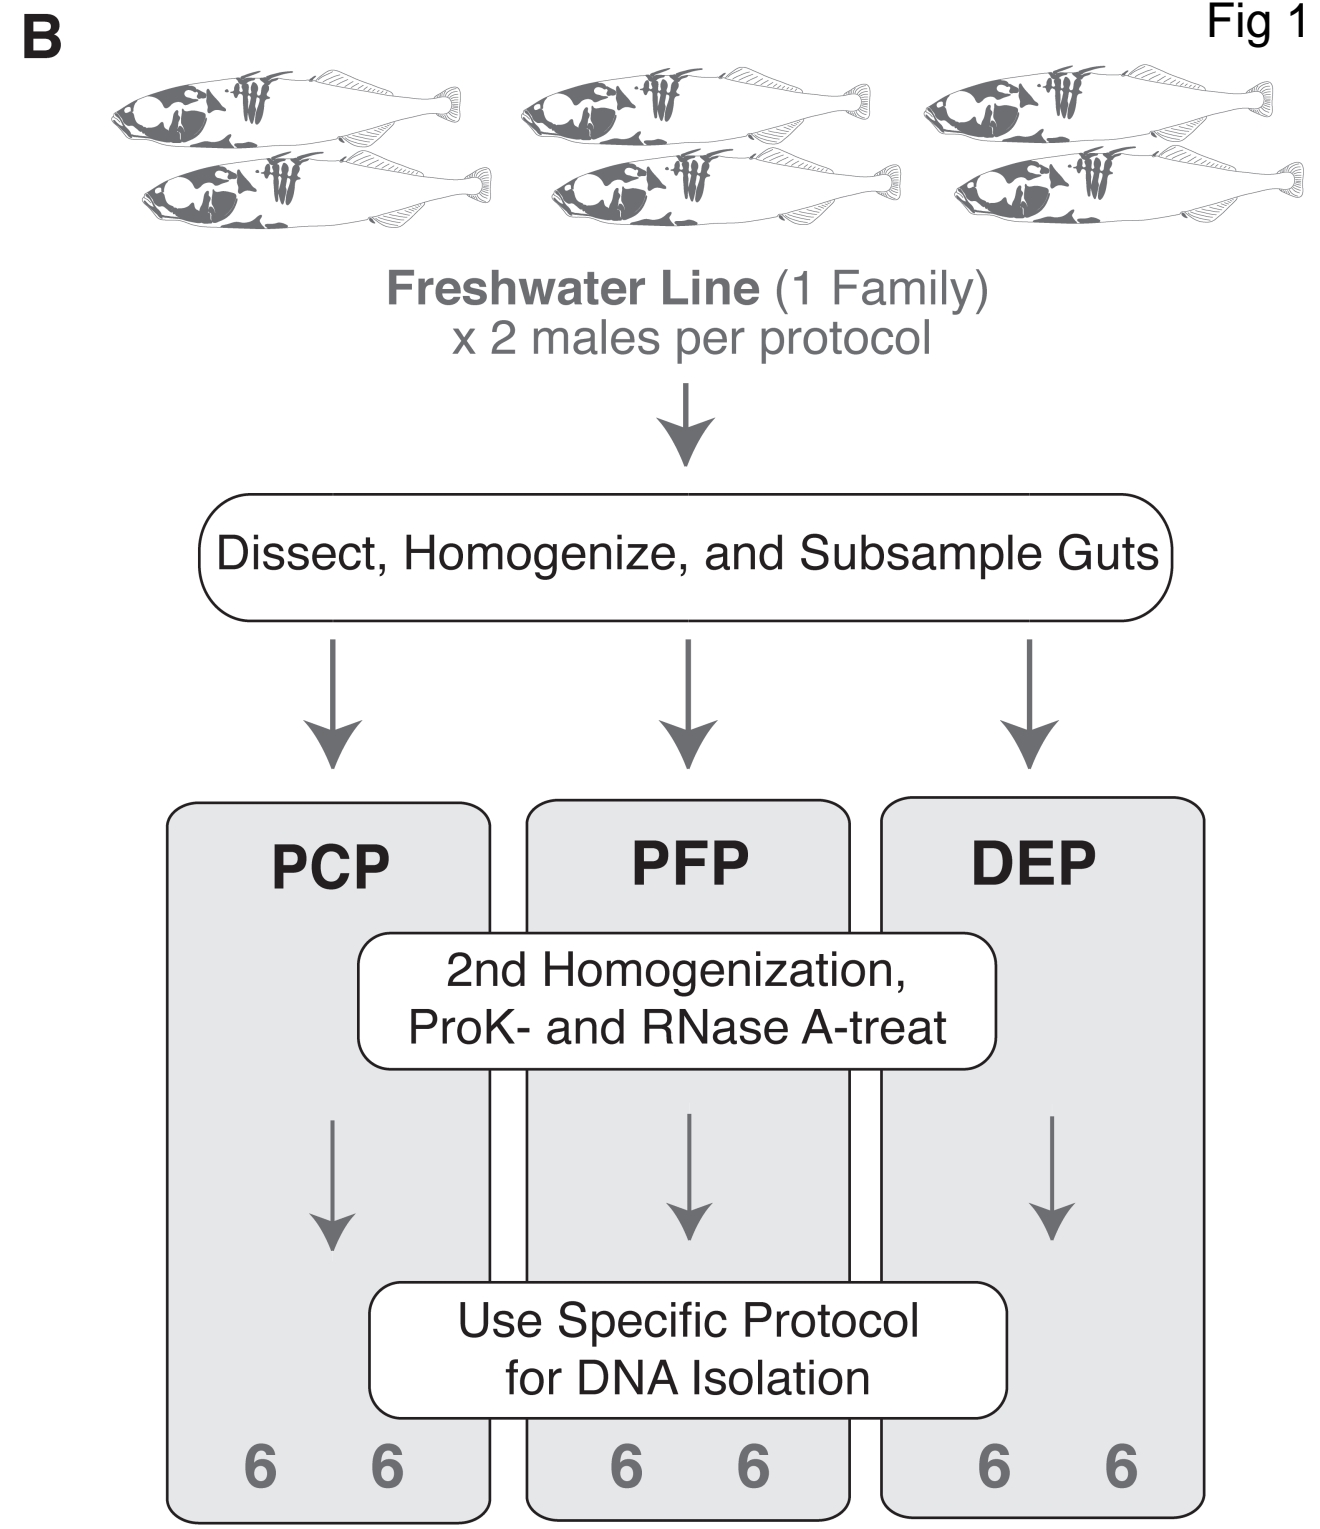 B
Fig 1
Freshwater Line (1 Family)
x 2 males per protocol
Dissect, Homogenize, and Subsample Guts
PCP
PFP
DEP
2nd Homogenization,
ProK- and RNase A-treat
Use Specific Protocol
for DNA Isolation
6 6
6 6
6 6